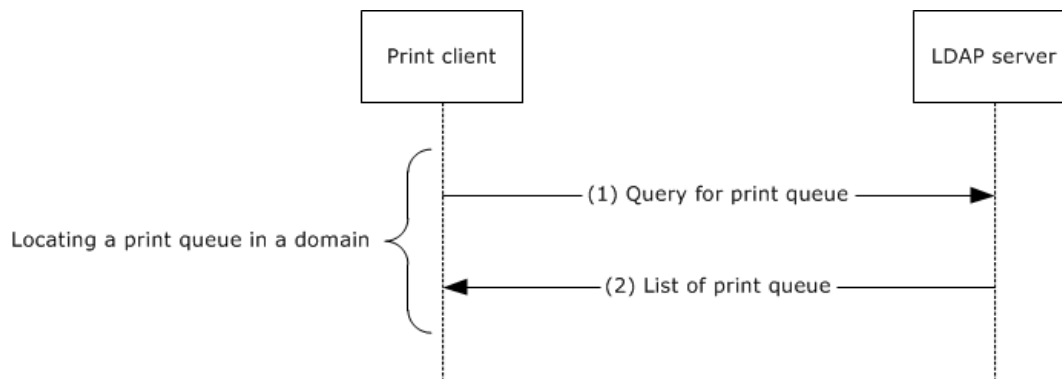 Print client
LDAP server
(1) Query for print queue
Locating a print queue in a domain
(2) List of print queue